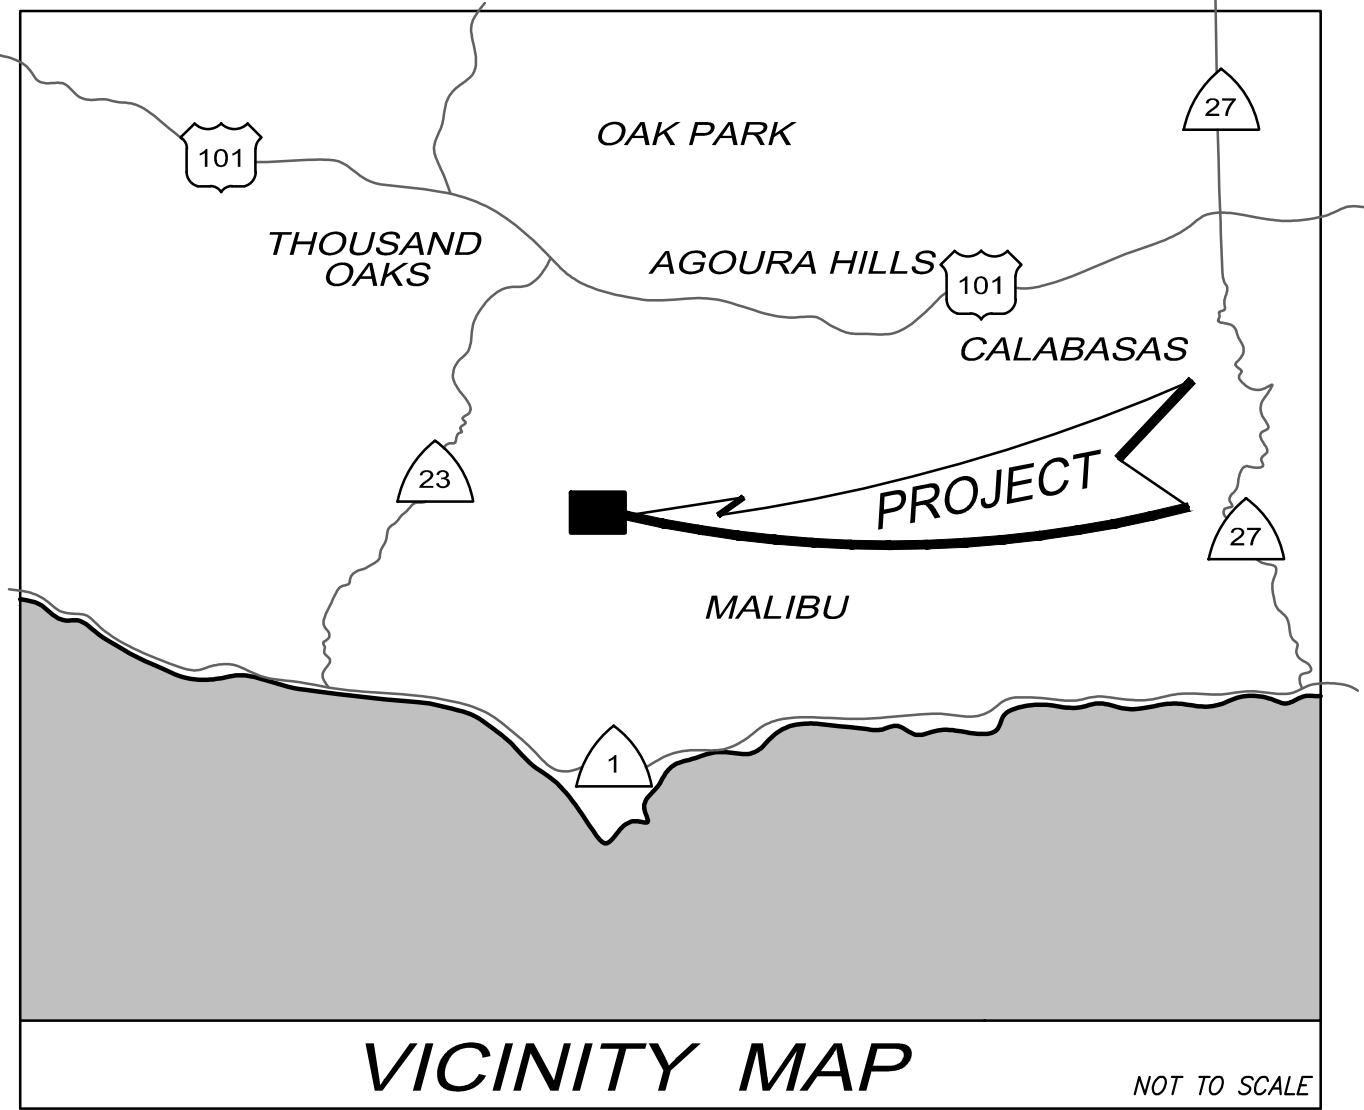 27
OAK PARK
101
THOUSAND
OAKS
AGOURA HILLS
101
CALABASAS
23
PROJECT
27
MALIBU
1
VICINITY MAP
NOT TO SCALE